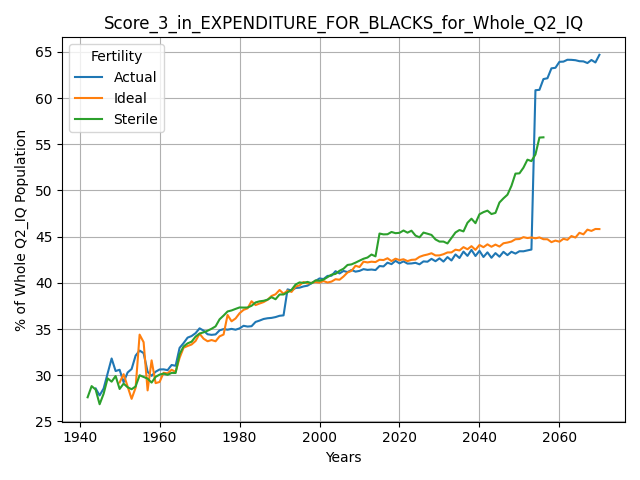 Score_3_in_EXPENDITURE_FOR_BLACKS_for_Whole_Q2_IQ
Fertility
Actual
Ideal
Sterile
% of Whole Q2_IQ Population
65
60
55
50
45
40
35
30
25
1940 1960 1980 2000 2020 2040 2060
Years